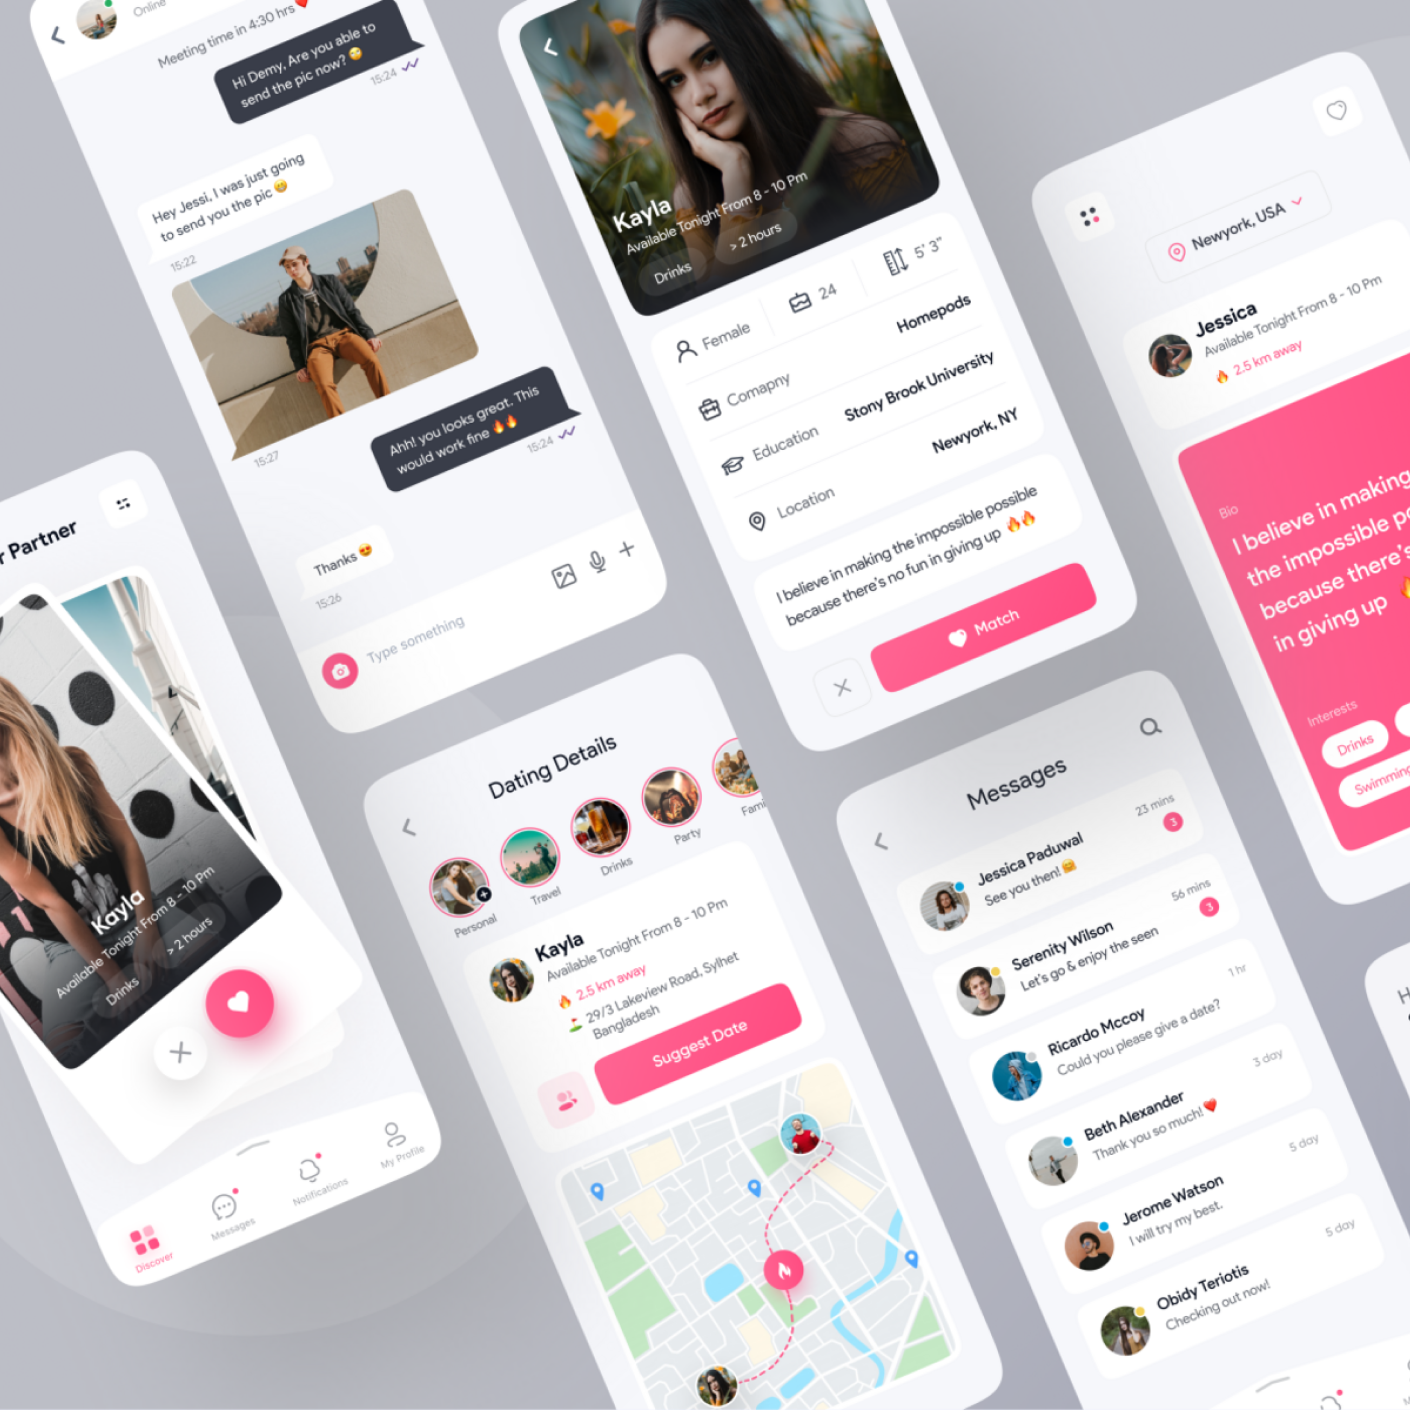 Online
Meeting time in 4:30 hrs❤️
Hi Demy, Are you able to
send the pic now? 🙄
15:24
Hey Jessi, I was just going
to send you the pic 😁
15:22
15:27
Ahh! you looks great. This
would work fine 🔥🔥
15:24
Thanks 😍
15:26
Type something
Kayla
Available Tonight From 8 - 10 Pm
Drinks
> 2 hours
Female
24
5' 3"
Comapny
Homepods
Education
Stony Brook University
Location
Newyork, NY
I believe in making the impossible possible
because there's no fun in giving up 🔥🔥
Match
Newyork, USA
Jessica
Available Tonight From 8 - 10 Pm
🔥 2.5 km away
Bio
I believe in making
the impossible po
because there's
in giving up 🔥
Interests
Drinks
Swimming
r Partner
Kayla
Available Tonight From 8 - 10 Pm
Drinks
> 2 hours
Discover
Messages
Notifications
My Profile
Dating Details
Personal
Travel
Drinks
Party
Fami
Kayla
Available Tonight From 8 - 10 Pm
🔥 2.5 km away
⛳ 29/3 Lakeview Road, Sylhet
Bangladesh
Suggest Date
Messages
Jessica Paduwal
See you then! 🤗
23 mins
3
Serenity Wilson
Let's go & enjoy the seen
56 mins
3
Ricardo Mccoy
Could you please give a date?
1 hr
Beth Alexander
Thank you so much! ❤️
3 day
Jerome Watson
I will try my best.
5 day
Obidy Teriotis
Checking out now!
5 day
H